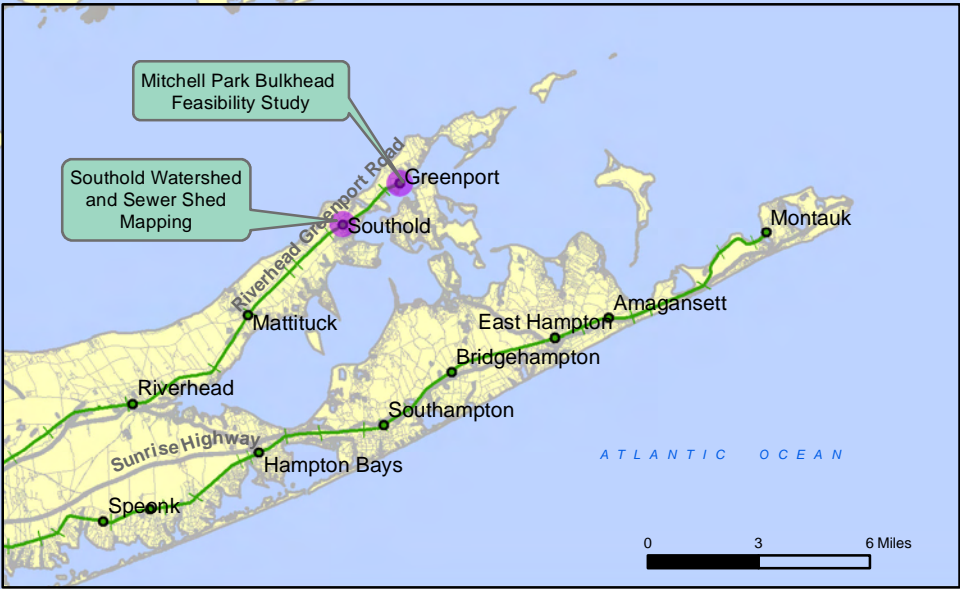 Mitchell Park Bulkhead
Feasibility Study
Southold Watershed
and Sewer Shed
Mapping
Riverhead Greenport Road
Greenport
Southold
Montauk
Mattituck
Amagansett
East Hampton
Bridgehampton
Riverhead
Southampton
Sunrise Highway
Hampton Bays
ATLANTIC OCEAN
Speonk
0 3 6 Miles